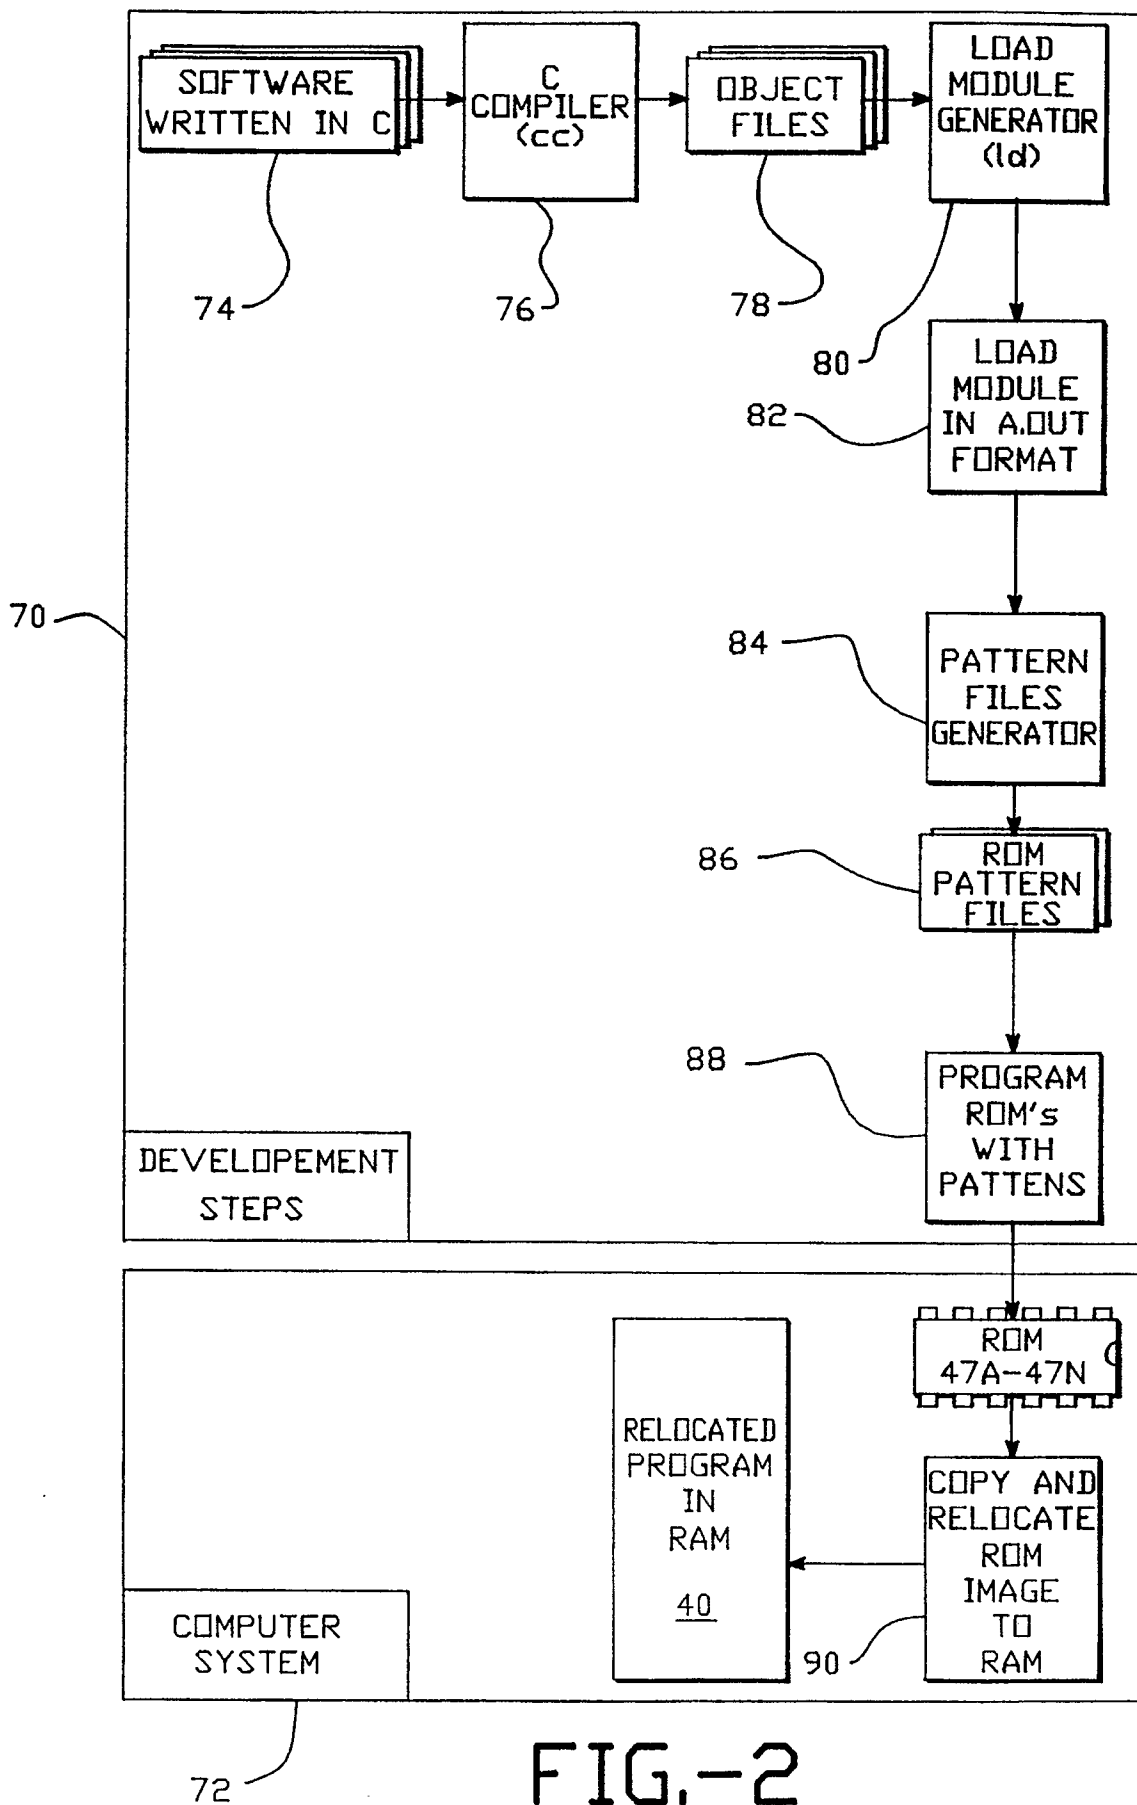 SOFTWARE
WRITTEN IN C
C
COMPILER
(cc)
OBJECT
FILES
LOAD
MODULE
GENERATOR
(ld)
74
76
78
80
LOAD
MODULE
IN A.OUT
FORMAT
82
70
84
PATTERN
FILES
GENERATOR
86
ROM
PATTERN
FILES
88
PROGRAM
ROM's
WITH
PATTENS
DEVELOPEMENT
STEPS
ROM
47A-47N
RELOCATED
PROGRAM
IN
RAM
40
COPY AND
RELOCATE
ROM
IMAGE
TO
RAM
90
COMPUTER
SYSTEM
72
FIG.-2